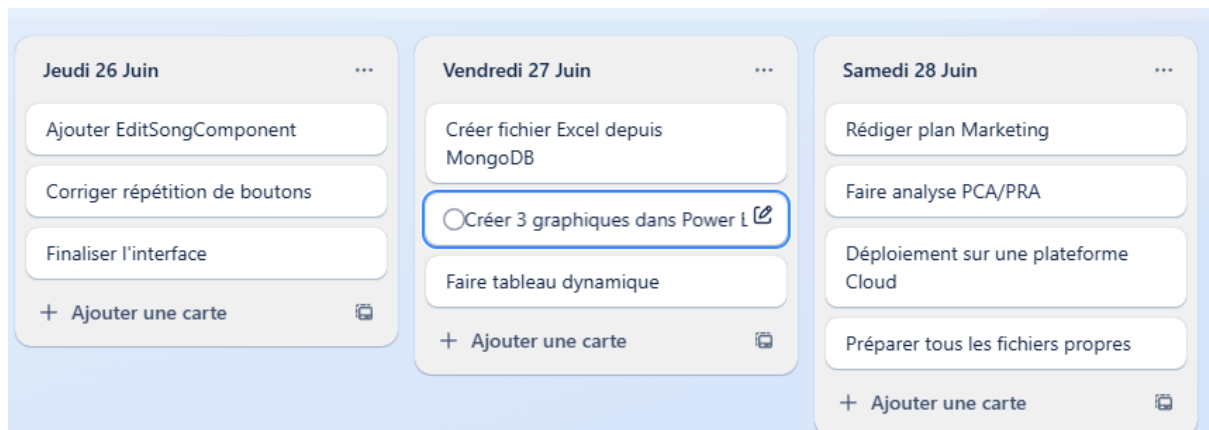 Jeudi 26 Juin
Ajouter EditSongComponent
Corriger répétition de boutons
Finaliser l'interface
+ Ajouter une carte
Vendredi 27 Juin
Créer fichier Excel depuis
MongoDB
Créer 3 graphiques dans Power
Faire tableau dynamique
+ Ajouter une carte
Samedi 28 Juin
Rédiger plan Marketing
Faire analyse PCA/PRA
Déploiement sur une plateforme
Cloud
Préparer tous les fichiers propres
+ Ajouter une carte